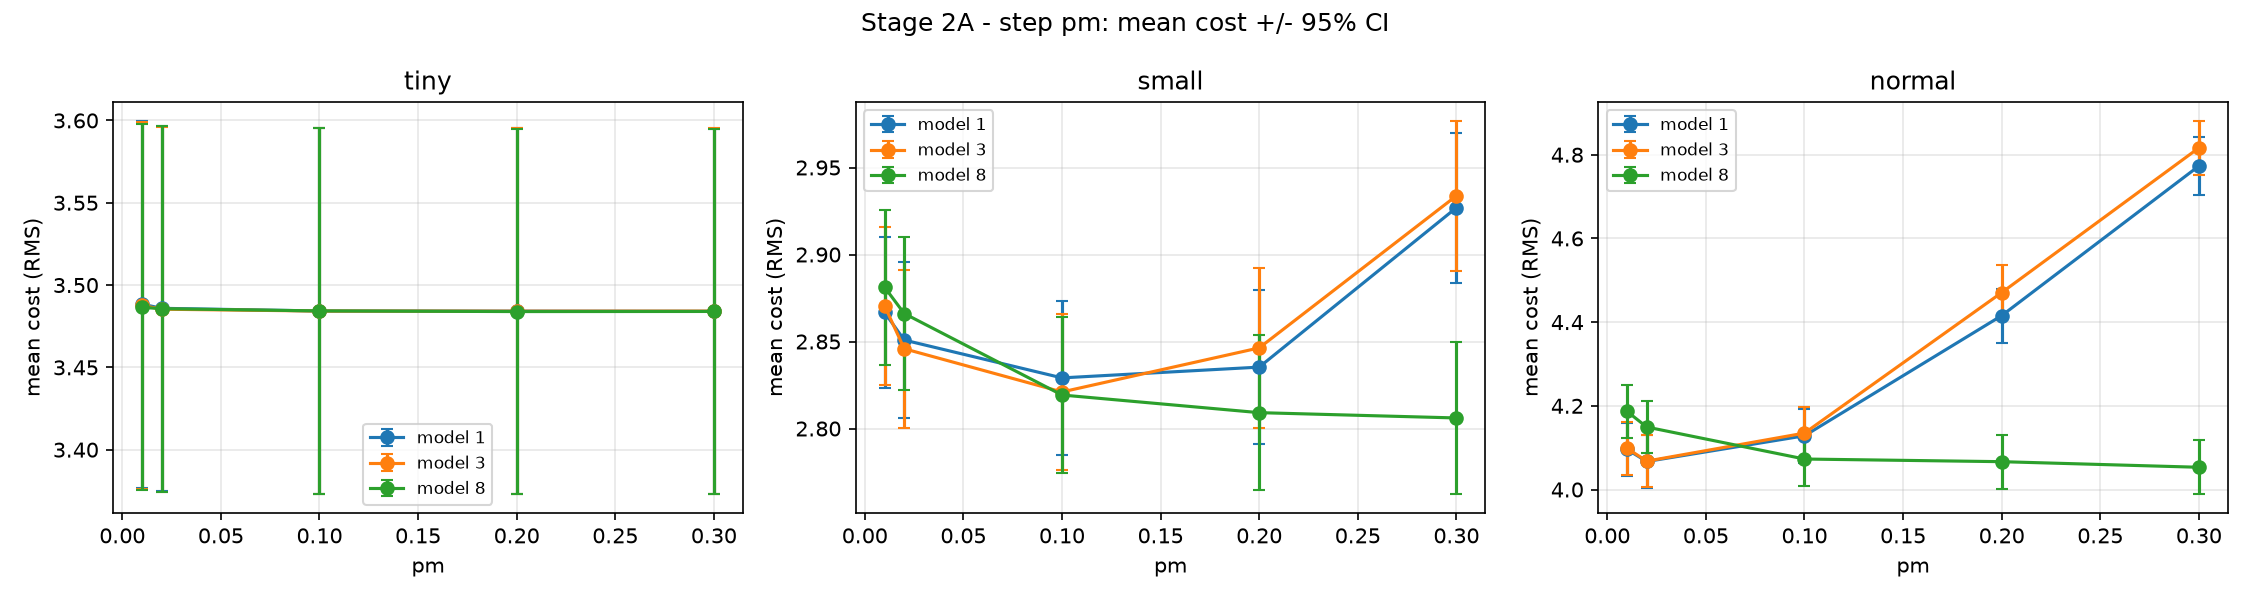 Stage 2A - step pm: mean cost +/- 95% CI
tiny
mean cost (RMS)
3.60
3.55
3.50
3.45
3.40
0.00 0.05 0.10 0.15 0.20 0.25 0.30
pm
model 1
model 3
model 8
small
mean cost (RMS)
2.95
2.90
2.85
2.80
0.00 0.05 0.10 0.15 0.20 0.25 0.30
pm
model 1
model 3
model 8
normal
mean cost (RMS)
4.8
4.6
4.4
4.2
4.0
0.00 0.05 0.10 0.15 0.20 0.25 0.30
pm
model 1
model 3
model 8